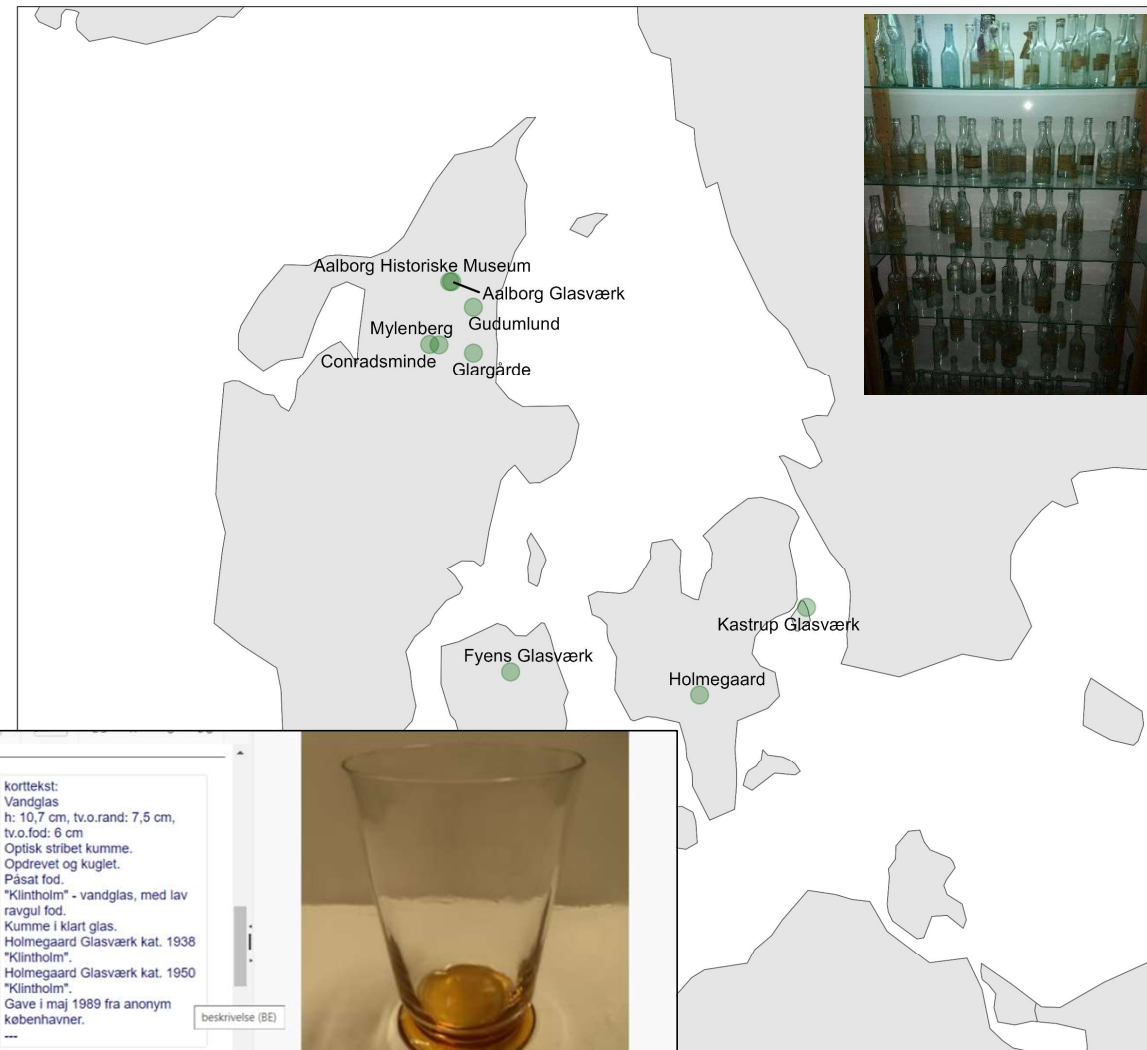 Aalborg Historiske Museum
Aalborg Glasværk
Gudumlund
Mylenberg
Conradsminde
Glargårde
Kastrup Glasværk
Fyens Glasværk
Holmegaard
korttekst:
Vandglas
h: 10,7 cm, tv.o.rand: 7,5 cm,
tv.o.fod: 6 cm
Optisk stribet kumme.
Opdrevet og kuglet.
Påsat fod.
"Klintholm" - vandglas, med lav
ravgul fod.
Kumme i klart glas.
Holmegaard Glasværk kat. 1938
"Klintholm".
Holmegaard Glasværk kat. 1950
"Klintholm".
Gave i maj 1989 fra anonym
københavner.
---
beskrivelse (BE)